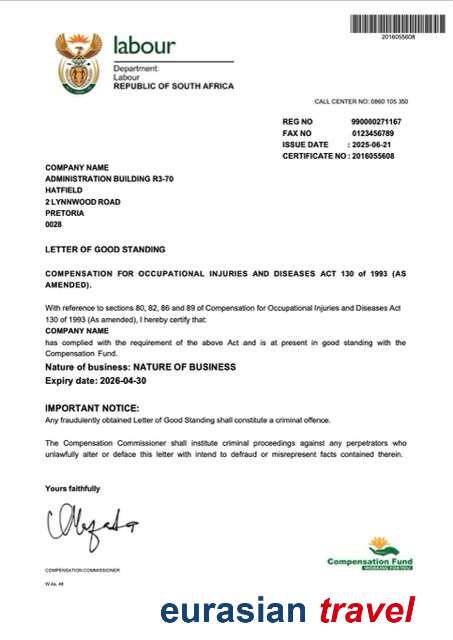 labour
Department:
Labour
REPUBLIC OF SOUTH AFRICA
2016055608
CALL CENTER NO: 0860 105 350
REG NO 990000271167
FAX NO 0123456789
ISSUE DATE : 2025-06-21
CERTIFICATE NO : 2016055608
COMPANY NAME
ADMINISTRATION BUILDING R3-70
HATFIELD
2 LYNNWOOD ROAD
PRETORIA
0028
LETTER OF GOOD STANDING
COMPENSATION FOR OCCUPATIONAL INJURIES AND DISEASES ACT 130 of 1993 (AS
AMENDED).
With reference to sections 80, 82, 86 and 89 of Compensation for Occupational Injuries and Diseases Act
130 of 1993 (As amended), I hereby certify that:
COMPANY NAME
has complied with the requirement of the above Act and is at present in good standing with the
Compensation Fund.
Nature of business: NATURE OF BUSINESS
Expiry date: 2026-04-30
IMPORTANT NOTICE:
Any fraudulently obtained Letter of Good Standing shall constitute a criminal offence.
The Compensation Commissioner shall institute criminal proceedings against any perpetrators who
unlawfully alter or deface this letter with intend to defraud or misrepresent facts contained therein.
Yours faithfully
COMPENSATION COMMISSIONER
W.As. 48
Compensation Fund
WORKING FOR YOU
eurasian travel